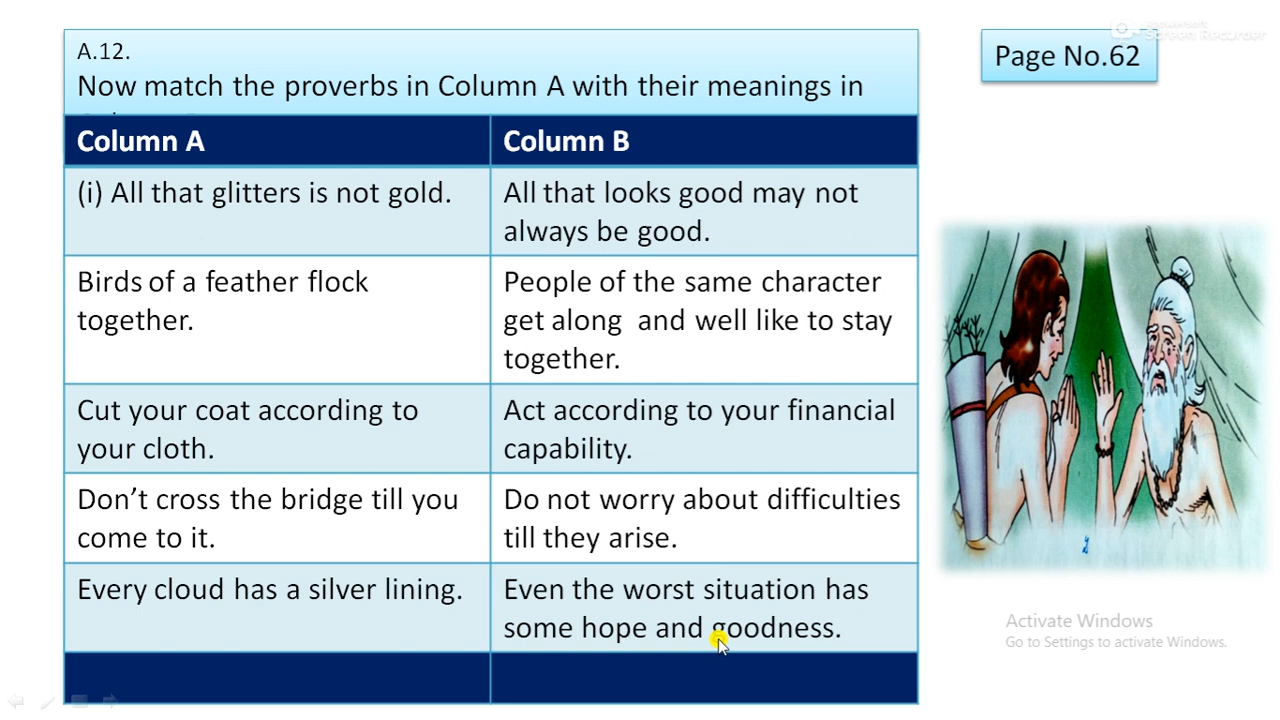 A.12.
Now match the proverbs in Column A with their meanings in
Page No.62
Column A
Column B
(i) All that glitters is not gold.
All that looks good may not
always be good.
Birds of a feather flock
together.
People of the same character
get along and well like to stay
together.
Cut your coat according to
your cloth.
Act according to your financial
capability.
Don't cross the bridge till you
come to it.
Do not worry about difficulties
till they arise.
Every cloud has a silver lining.
Even the worst situation has
some hope and goodness.
Activate Windows
Go to Settings to activate Windows.
Screen Recorder